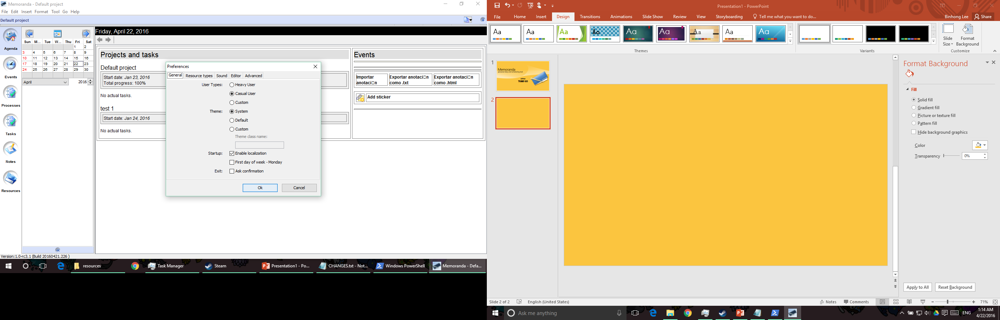 Memoranda - Default project
File Edit Insert Format Tool Go Help
Default project
Agenda
Events
Processes
Tasks
Notes
Resources
Sun M... Tue W... Thu Fri Sat
1 2
3 4 5 6 7 8 9
10 11 12 13 14 15 16
17 18 19 20 21 22 23
24 25 26 27 28 29 30
April 2016
Friday, April 22, 2016
Projects and tasks
Default project
Start date: Jan 23, 2016
Total progress: 100%
No actual tasks.
test 1
Start date: Jan 24, 2016
No actual tasks.
Events
Importar anotaci□n
Exportar anotaci□n como .txt
Exportar anotaci□n como .html
Add sticker
Preferences
General Resource types Sound Editor Advanced
User Types: Heavy User
Casual User
Custom
Theme: System
Default
Custom
Theme class name:
Startup: Enable localization
First day of week - Monday
Exit: Ask confirmation
Ok Cancel
Version:1.0-rc3.1 (Build 20160421.226 )
resources
Task Manager
Steam
Presentation1 - Po...
CHANGES.txt - Not...
Windows PowerShell
Memoranda - Defa...
Presentation1 - PowerPoint
File Home Insert Design Transitions Animations Slide Show Review View Storyboarding Tell me what you want to do...
Binhong Lee Share
Aa Aa Aa Aa Aa Aa Aa Aa Aa
Themes
Variants
Slide Size
Format Background
Customize
1
Memoranda
personal diary and scheduling tool
TEAM GO
2
Format Background
Fill
Solid fill
Gradient fill
Picture or texture fill
Pattern fill
Hide background graphics
Color
Transparency 0%
Apply to All Reset Background
Slide 2 of 2 English (United States)
Notes Comments 71%
Ask me anything
ENG
1:14 AM
4/22/2016